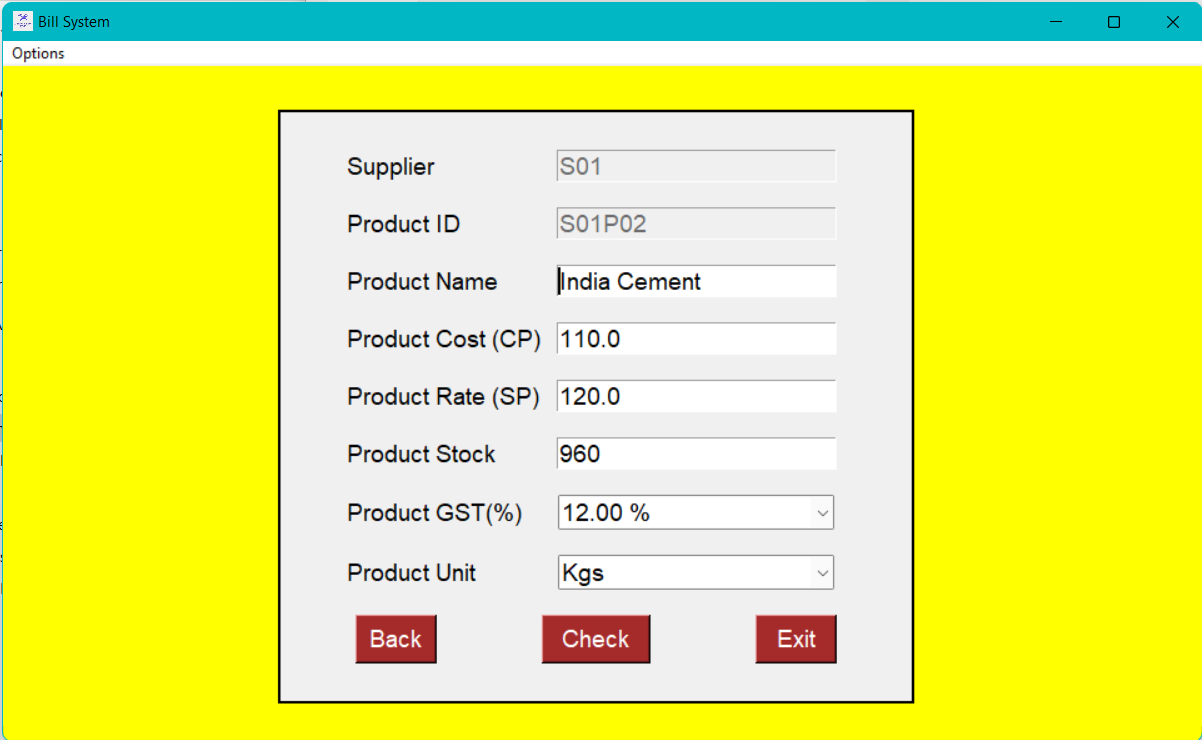 Bill System
Options
Supplier S01
Product ID S01P02
Product Name India Cement
Product Cost (CP) 110.0
Product Rate (SP) 120.0
Product Stock 960
Product GST(%) 12.00 %
Product Unit Kgs
Back Check Exit